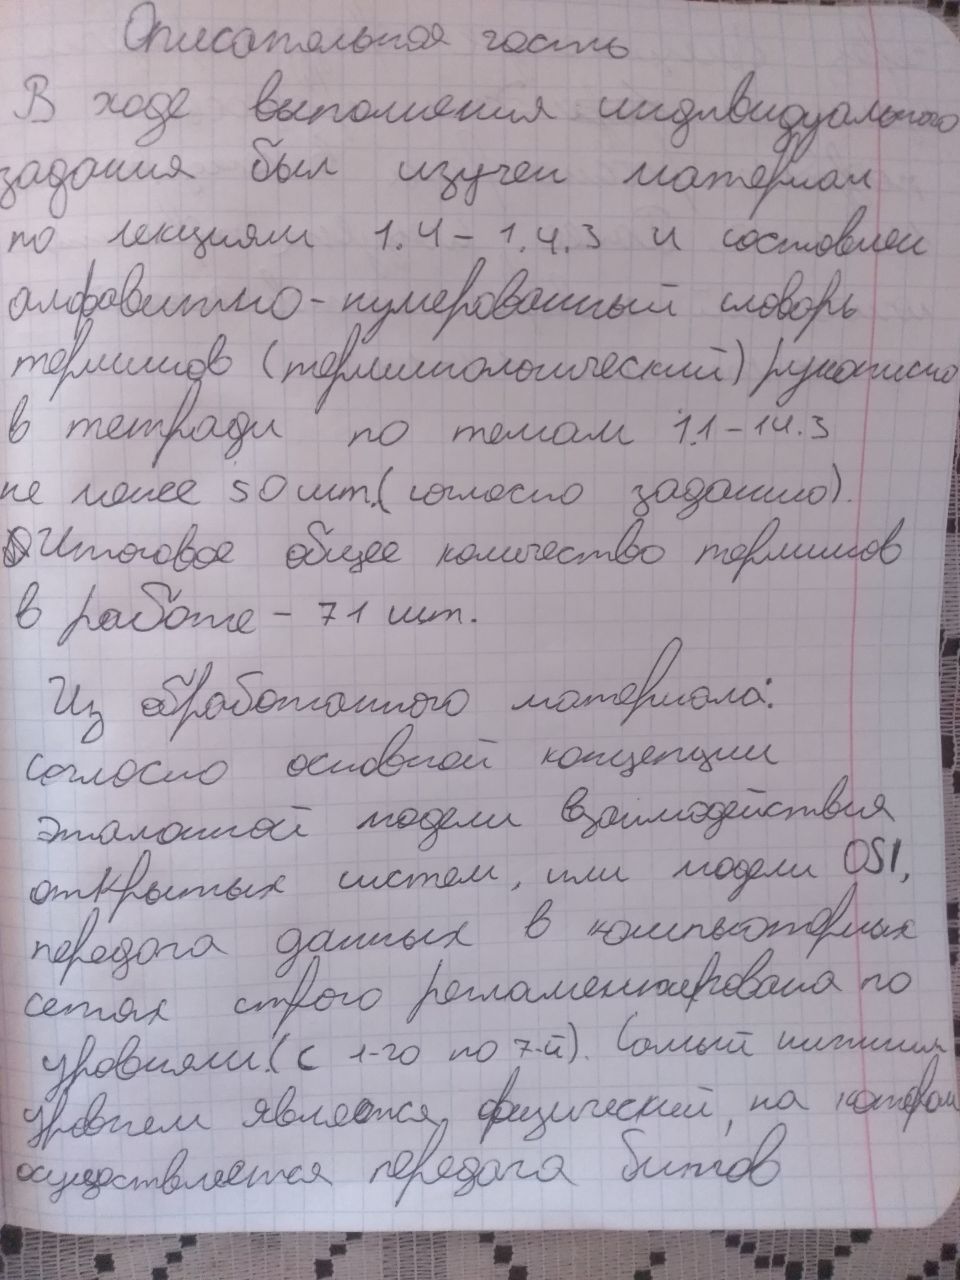 Описательная часть
В ходе выполнения индивидуального
задания был изучен материал
по лекциям 1.4 - 1.4.3 и составлен
алфавитно-нумерованный словарь
терминов (терминологический) рукописно
в тетради по темам 1.1 - 1.4.3
не менее 50 шт. (согласно заданию).
Итоговое общее количество терминов
в работе - 71 шт.
Из обработанного материала:
согласно основной концепции
эталонной модели взаимодействия
открытых систем, или модели OSI,
передача данных в компьютерных
сетях строго регламентирована по
уровням. (с 1-го по 7-й). Самый нижним
уровнем является физический, на котором
осуществляется передача битов